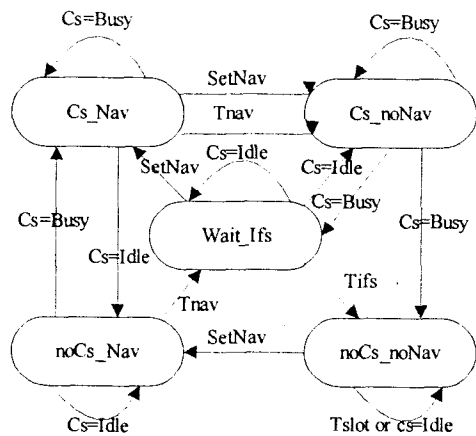 Cs=Busy
Cs=Busy
SetNav
Cs_Nav
Cs_noNav
Tnav
SetNav
Cs=Idle
Cs=Idle
Cs=Busy
Cs=Busy
Cs=Busy
Wait_Ifs
Cs=Idle
Tifs
Tnav
SetNav
noCs_Nav
noCs_noNav
Cs=Idle
Tslot or cs=Idle